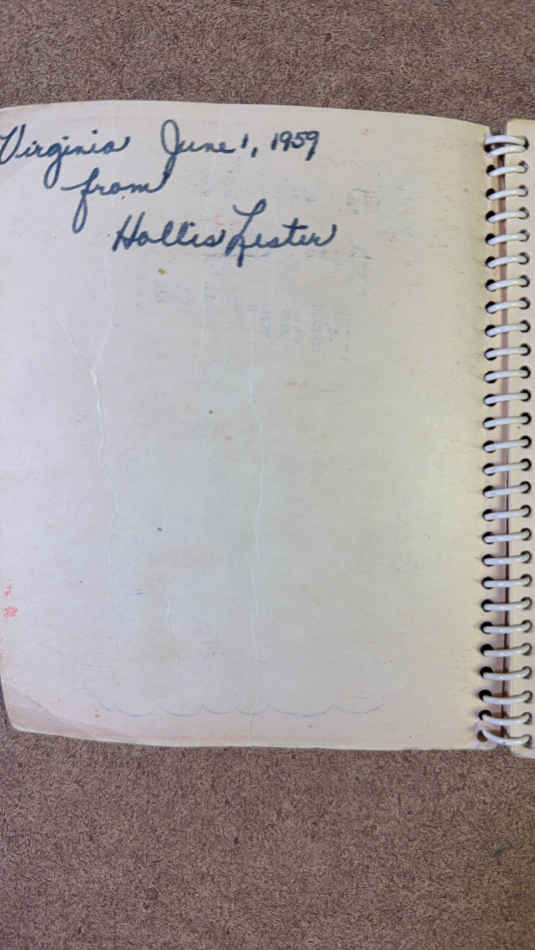 Virginia June 1, 1959
from
Hollis Lester